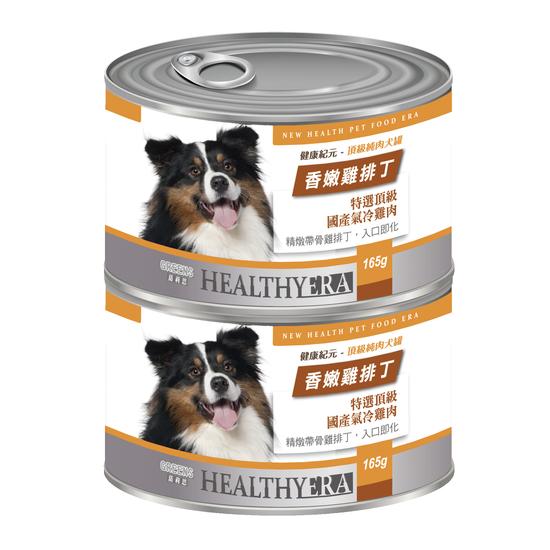 NEW HEALTH PET FOOD ERA
健康紀元 - 頂級純肉犬罐
香嫩雞排丁
特選頂級
國產氣冷雞肉
精燉帶骨雞排丁，入口即化
165g
GREENS
葛莉思
HEALTHYERA
NEW HEALTH PET FOOD ERA
健康紀元 - 頂級純肉犬罐
香嫩雞排丁
特選頂級
國產氣冷雞肉
精燉帶骨雞排丁，入口即化
165g
GREENS
葛莉思
HEALTHYERA